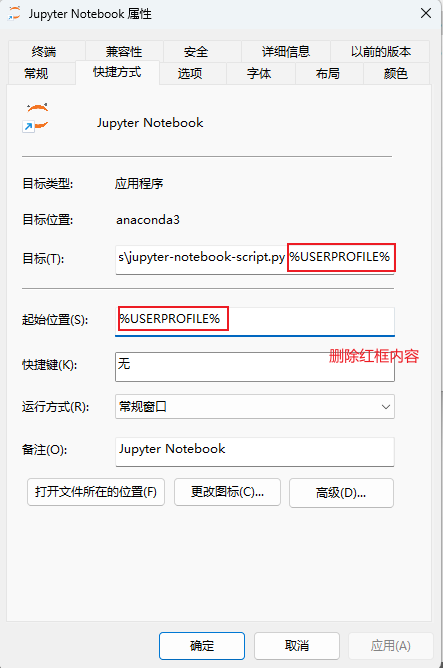 Jupyter Notebook 属性
终端 兼容性 安全 详细信息 以前的版本
常规 快捷方式 选项 字体 布局 颜色
Jupyter Notebook
目标类型: 应用程序
目标位置: anaconda3
目标(T): s\jupyter-notebook-script.py %USERPROFILE%
起始位置(S): %USERPROFILE%
删除红框内容
快捷键(K): 无
运行方式(R): 常规窗口
备注(O): Jupyter Notebook
打开文件所在的位置(F) 更改图标(C)... 高级(D)...
确定 取消 应用(A)